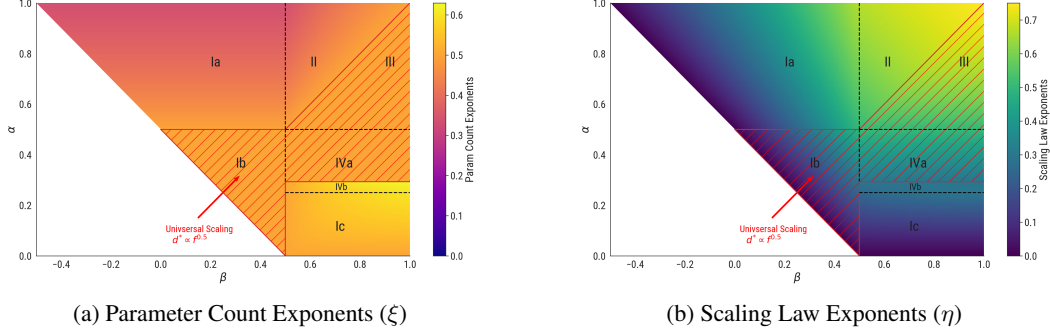 1.0
0.8
0.6
0.4
0.2
0.0
−0.4
−0.2
0.0
0.2
0.4
0.6
0.8
1.0
α
β
Ia
II
III
Ib
IVa
IVb
Ic
Univsersal Scaling
d* ∝ f^0.5
0.6
0.5
0.4
0.3
0.2
0.1
0.0
Param Count Exponents
(a) Parameter Count Exponents (ξ)
1.0
0.8
0.6
0.4
0.2
0.0
−0.4
−0.2
0.0
0.2
0.4
0.6
0.8
1.0
α
β
Ia
II
III
Ib
IVa
IVb
Ic
Univsersal Scaling
d* ∝ f^0.5
0.7
0.6
0.5
0.4
0.3
0.2
0.1
0.0
Scaling Law Exponents
(b) Scaling Law Exponents (η)